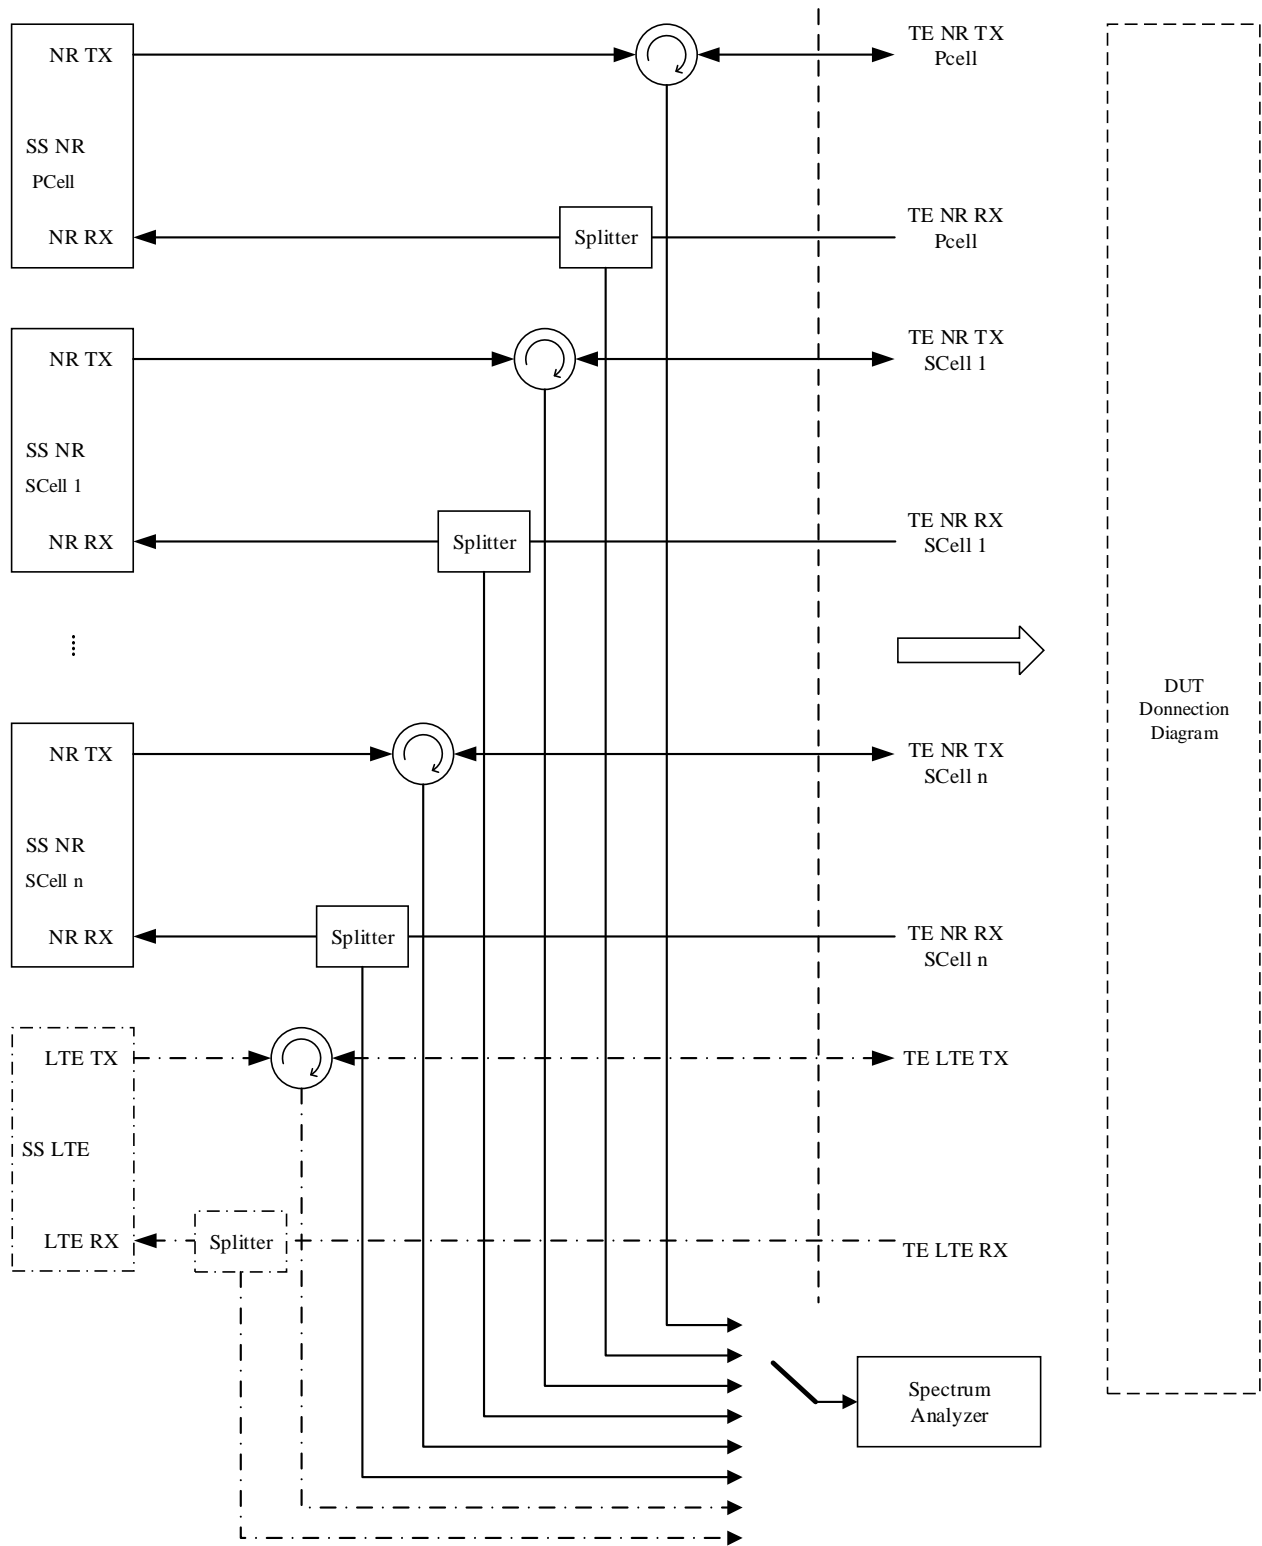 NR TX
SS NR
PCell
NR RX
Splitter
TE NR TX
Pcell
TE NR RX
Pcell
NR TX
SS NR
SCell 1
NR RX
Splitter
TE NR TX
SCell 1
TE NR RX
SCell 1
NR TX
SS NR
SCell n
NR RX
Splitter
TE NR TX
SCell n
TE NR RX
SCell n
LTE TX
SS LTE
LTE RX
Splitter
TE LTE TX
TE LTE RX
DUT
Donnection
Diagram
Spectrum
Analyzer